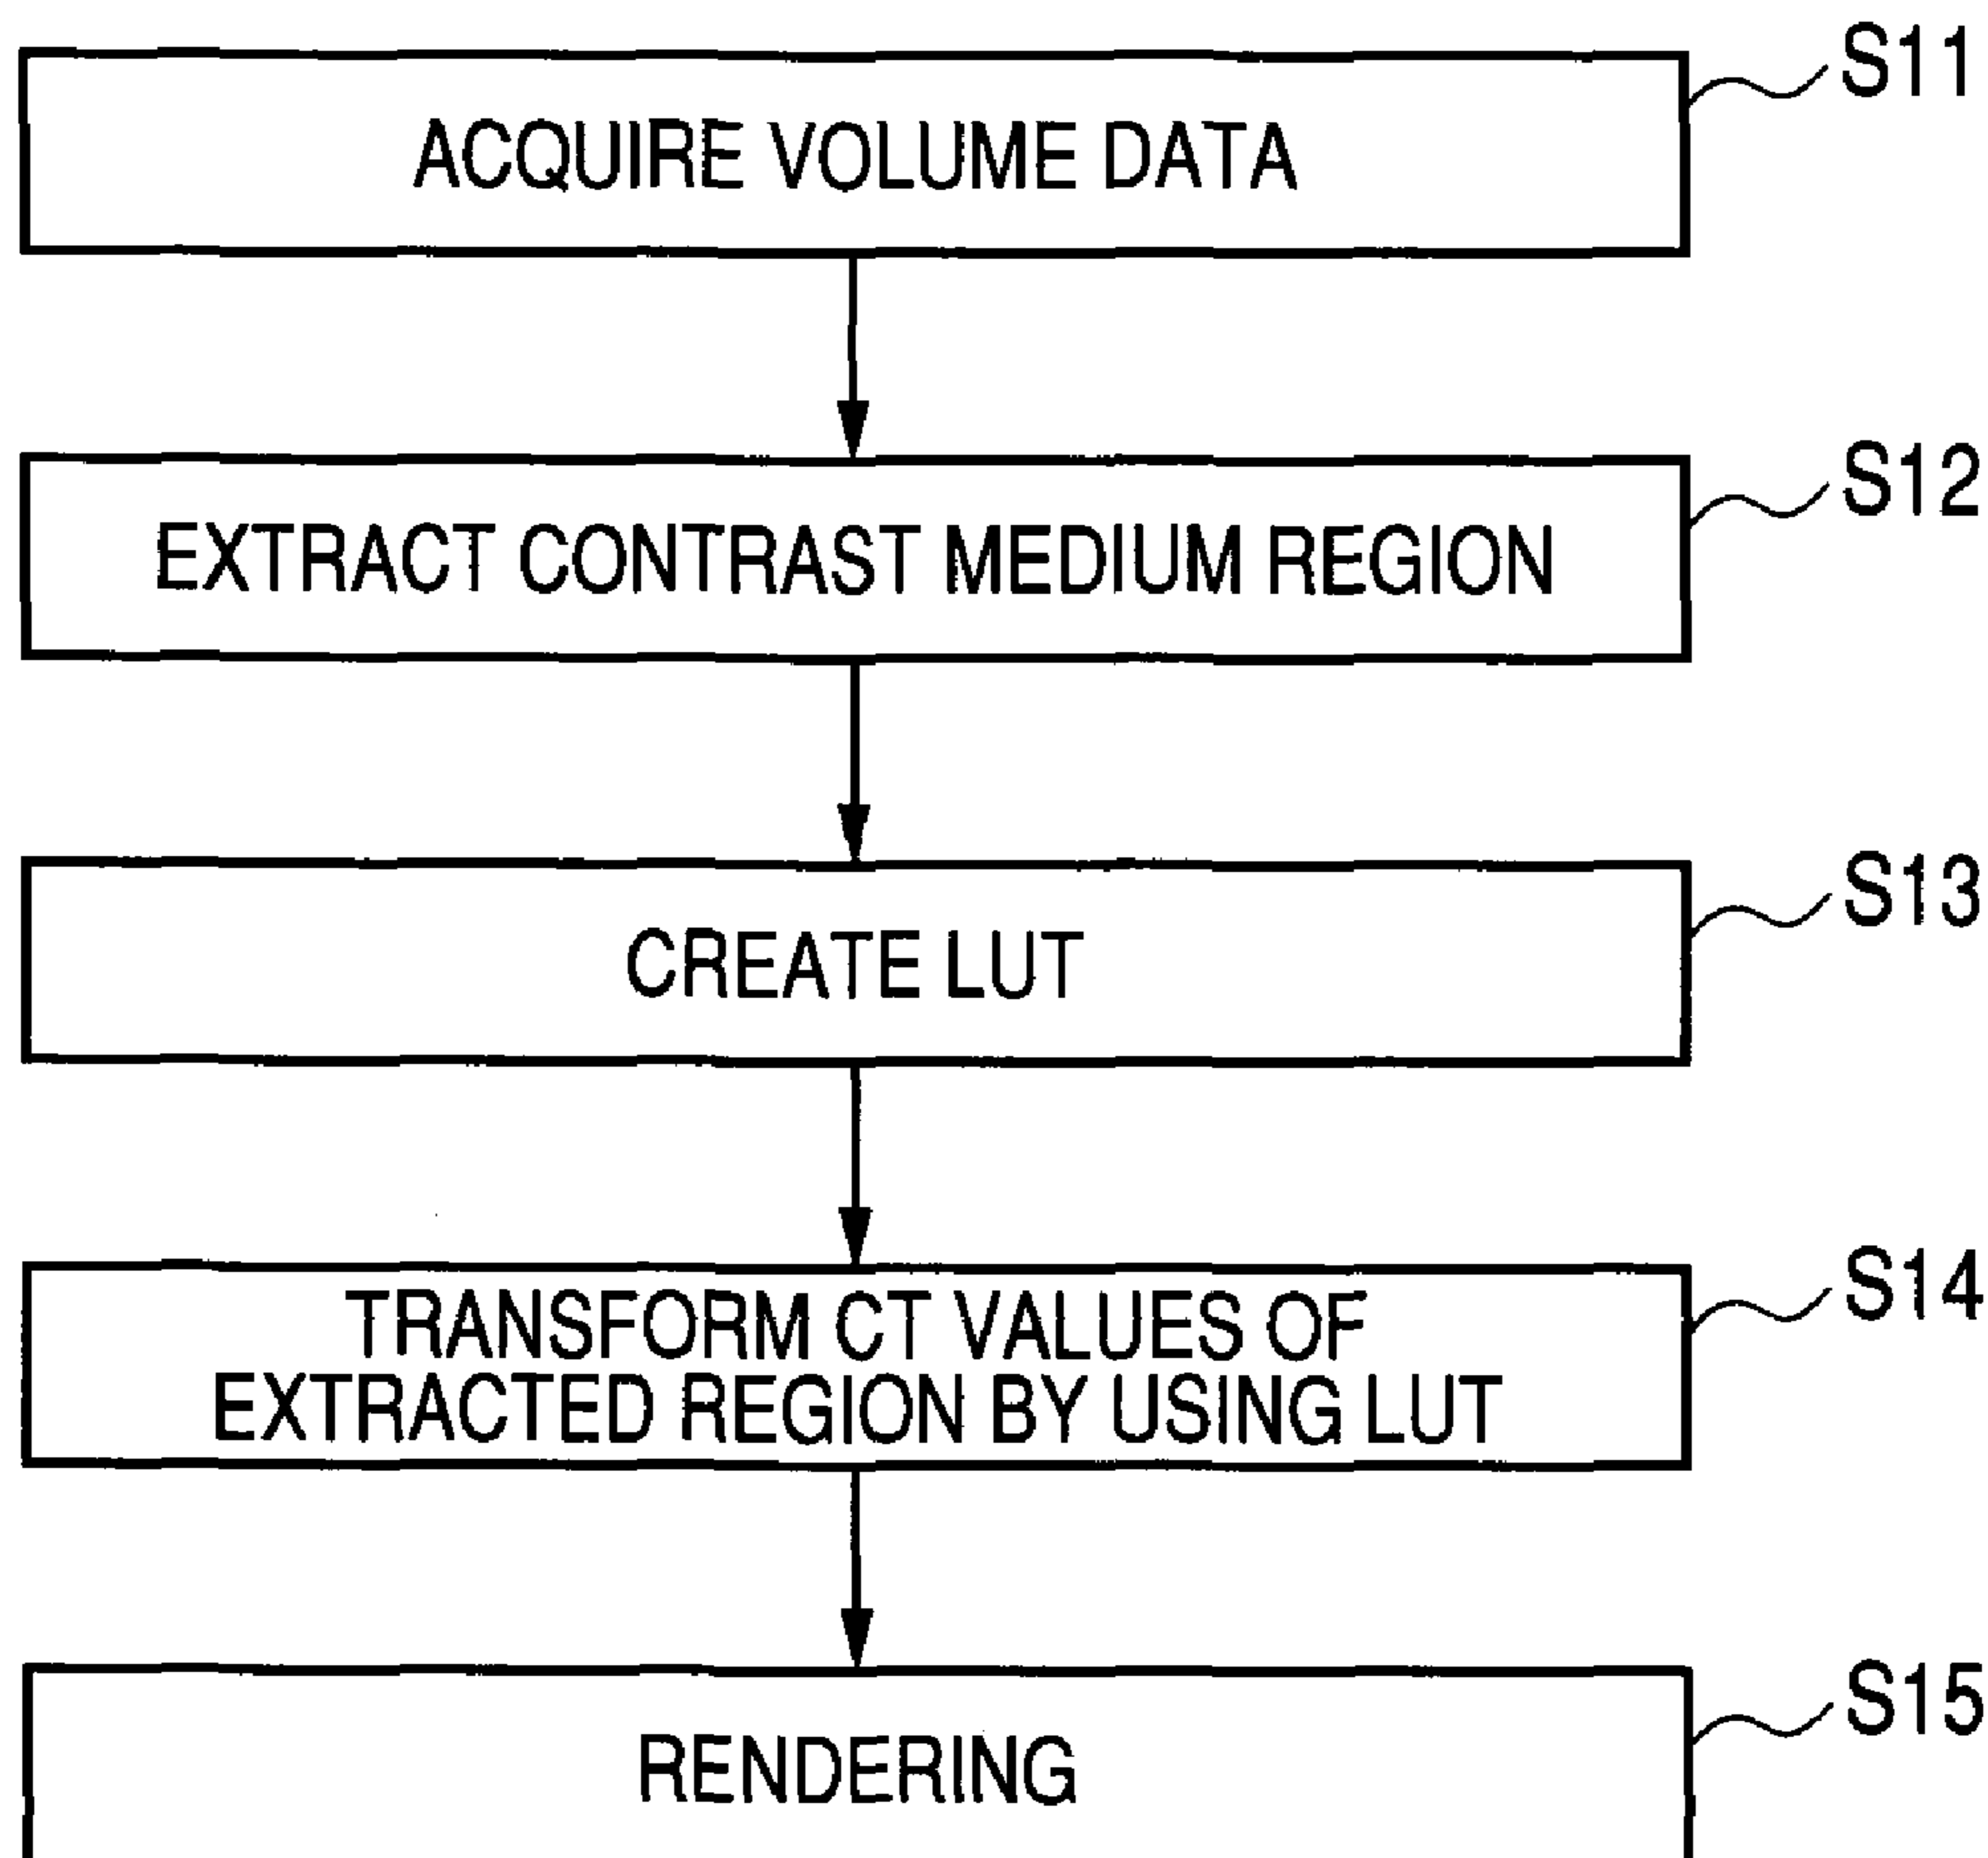 S11
ACQUIRE VOLUME DATA
S12
EXTRACT CONTRAST MEDIUM REGION
S13
CREATE LUT
S14
TRANSFORM CT VALUES OF
EXTRACTED REGION BY USING LUT
S15
RENDERING